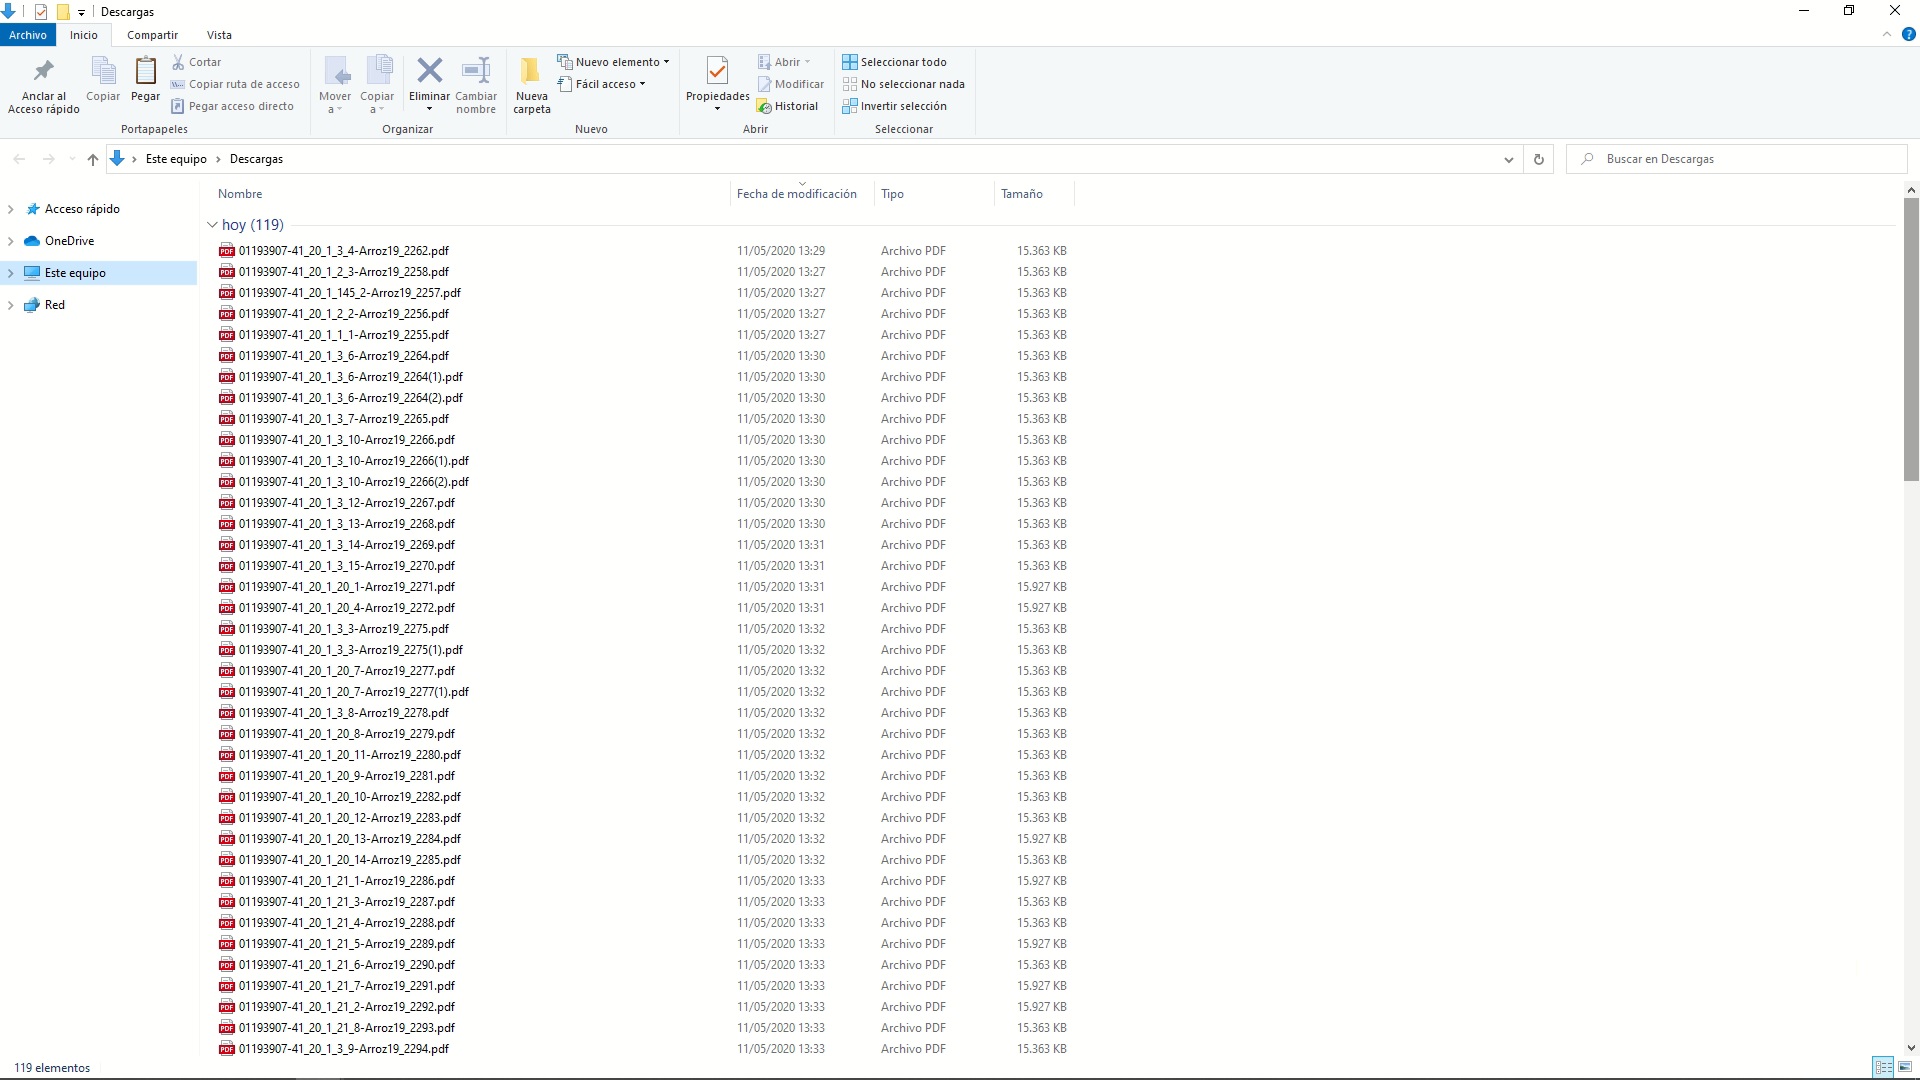 Descargas
Archivo Inicio Compartir Vista
Anclar al Acceso rápido
Copiar
Pegar
Cortar
Copiar ruta de acceso
Pegar acceso directo
Portapapeles
Mover a
Copiar a
Eliminar
Cambiar nombre
Organizar
Nueva carpeta
Nuevo elemento
Fácil acceso
Nuevo
Propiedades
Abrir
Modificar
Historial
Abrir
Seleccionar todo
No seleccionar nada
Invertir selección
Seleccionar
Este equipo › Descargas
Buscar en Descargas
Acceso rápido
OneDrive
Este equipo
Red
Nombre Fecha de modificación Tipo Tamaño
hoy (119)
01193907-41_20_1_3_4-Arroz19_2262.pdf 11/05/2020 13:29 Archivo PDF 15.363 KB
01193907-41_20_1_2_3-Arroz19_2258.pdf 11/05/2020 13:27 Archivo PDF 15.363 KB
01193907-41_20_1_145_2-Arroz19_2257.pdf 11/05/2020 13:27 Archivo PDF 15.363 KB
01193907-41_20_1_2_2-Arroz19_2256.pdf 11/05/2020 13:27 Archivo PDF 15.363 KB
01193907-41_20_1_1_1-Arroz19_2255.pdf 11/05/2020 13:27 Archivo PDF 15.363 KB
01193907-41_20_1_3_6-Arroz19_2264.pdf 11/05/2020 13:30 Archivo PDF 15.363 KB
01193907-41_20_1_3_6-Arroz19_2264(1).pdf 11/05/2020 13:30 Archivo PDF 15.363 KB
01193907-41_20_1_3_6-Arroz19_2264(2).pdf 11/05/2020 13:30 Archivo PDF 15.363 KB
01193907-41_20_1_3_7-Arroz19_2265.pdf 11/05/2020 13:30 Archivo PDF 15.363 KB
01193907-41_20_1_3_10-Arroz19_2266.pdf 11/05/2020 13:30 Archivo PDF 15.363 KB
01193907-41_20_1_3_10-Arroz19_2266(1).pdf 11/05/2020 13:30 Archivo PDF 15.363 KB
01193907-41_20_1_3_10-Arroz19_2266(2).pdf 11/05/2020 13:30 Archivo PDF 15.363 KB
01193907-41_20_1_3_12-Arroz19_2267.pdf 11/05/2020 13:30 Archivo PDF 15.363 KB
01193907-41_20_1_3_13-Arroz19_2268.pdf 11/05/2020 13:30 Archivo PDF 15.363 KB
01193907-41_20_1_3_14-Arroz19_2269.pdf 11/05/2020 13:31 Archivo PDF 15.363 KB
01193907-41_20_1_3_15-Arroz19_2270.pdf 11/05/2020 13:31 Archivo PDF 15.363 KB
01193907-41_20_1_20_1-Arroz19_2271.pdf 11/05/2020 13:31 Archivo PDF 15.927 KB
01193907-41_20_1_20_4-Arroz19_2272.pdf 11/05/2020 13:31 Archivo PDF 15.927 KB
01193907-41_20_1_3_3-Arroz19_2275.pdf 11/05/2020 13:32 Archivo PDF 15.363 KB
01193907-41_20_1_3_3-Arroz19_2275(1).pdf 11/05/2020 13:32 Archivo PDF 15.363 KB
01193907-41_20_1_20_7-Arroz19_2277.pdf 11/05/2020 13:32 Archivo PDF 15.363 KB
01193907-41_20_1_20_7-Arroz19_2277(1).pdf 11/05/2020 13:32 Archivo PDF 15.363 KB
01193907-41_20_1_3_8-Arroz19_2278.pdf 11/05/2020 13:32 Archivo PDF 15.363 KB
01193907-41_20_1_20_8-Arroz19_2279.pdf 11/05/2020 13:32 Archivo PDF 15.363 KB
01193907-41_20_1_20_11-Arroz19_2280.pdf 11/05/2020 13:32 Archivo PDF 15.363 KB
01193907-41_20_1_20_9-Arroz19_2281.pdf 11/05/2020 13:32 Archivo PDF 15.363 KB
01193907-41_20_1_20_10-Arroz19_2282.pdf 11/05/2020 13:32 Archivo PDF 15.363 KB
01193907-41_20_1_20_12-Arroz19_2283.pdf 11/05/2020 13:32 Archivo PDF 15.363 KB
01193907-41_20_1_20_13-Arroz19_2284.pdf 11/05/2020 13:32 Archivo PDF 15.927 KB
01193907-41_20_1_20_14-Arroz19_2285.pdf 11/05/2020 13:32 Archivo PDF 15.363 KB
01193907-41_20_1_21_1-Arroz19_2286.pdf 11/05/2020 13:33 Archivo PDF 15.927 KB
01193907-41_20_1_21_3-Arroz19_2287.pdf 11/05/2020 13:33 Archivo PDF 15.363 KB
01193907-41_20_1_21_4-Arroz19_2288.pdf 11/05/2020 13:33 Archivo PDF 15.363 KB
01193907-41_20_1_21_5-Arroz19_2289.pdf 11/05/2020 13:33 Archivo PDF 15.927 KB
01193907-41_20_1_21_6-Arroz19_2290.pdf 11/05/2020 13:33 Archivo PDF 15.363 KB
01193907-41_20_1_21_7-Arroz19_2291.pdf 11/05/2020 13:33 Archivo PDF 15.927 KB
01193907-41_20_1_21_2-Arroz19_2292.pdf 11/05/2020 13:33 Archivo PDF 15.927 KB
01193907-41_20_1_21_8-Arroz19_2293.pdf 11/05/2020 13:33 Archivo PDF 15.363 KB
01193907-41_20_1_3_9-Arroz19_2294.pdf 11/05/2020 13:33 Archivo PDF 15.363 KB
119 elementos